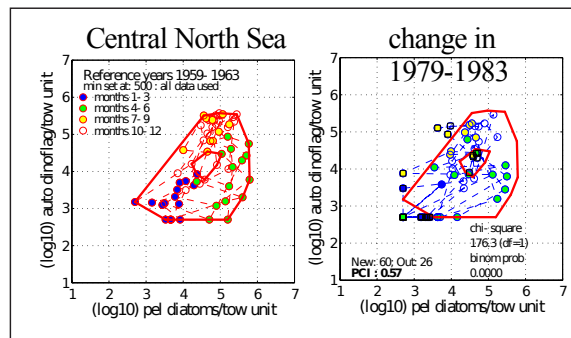 Central North Sea
change in
1979-1983
7
6
5
4
3
2
1
(log10) auto dinoflag/tow unit
Reference years 1959- 1963
min set at: 500 : all data used
months 1- 3
months 4- 6
months 7- 9
months 10- 12
1 2 3 4 5 6 7
(log10) pel diatoms/tow unit
7
6
5
4
3
2
1
(log10) auto dinoflag/tow unit
chi- square
176.3 (df=1)
binom prob
0.0000
New: 60; Out: 26
PCI : 0.57
1 2 3 4 5 6 7
(log10) pel diatoms/tow unit